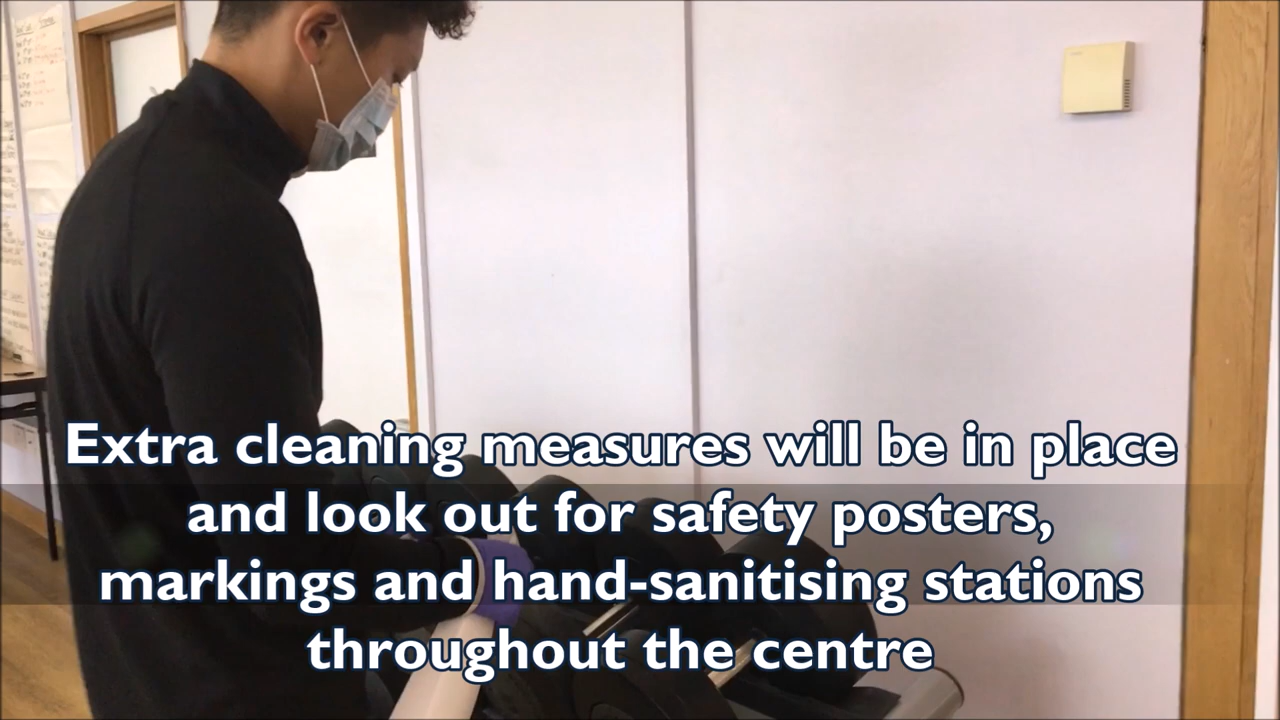 Extra cleaning measures will be in place
and look out for safety posters,
markings and hand-sanitising stations
throughout the centre